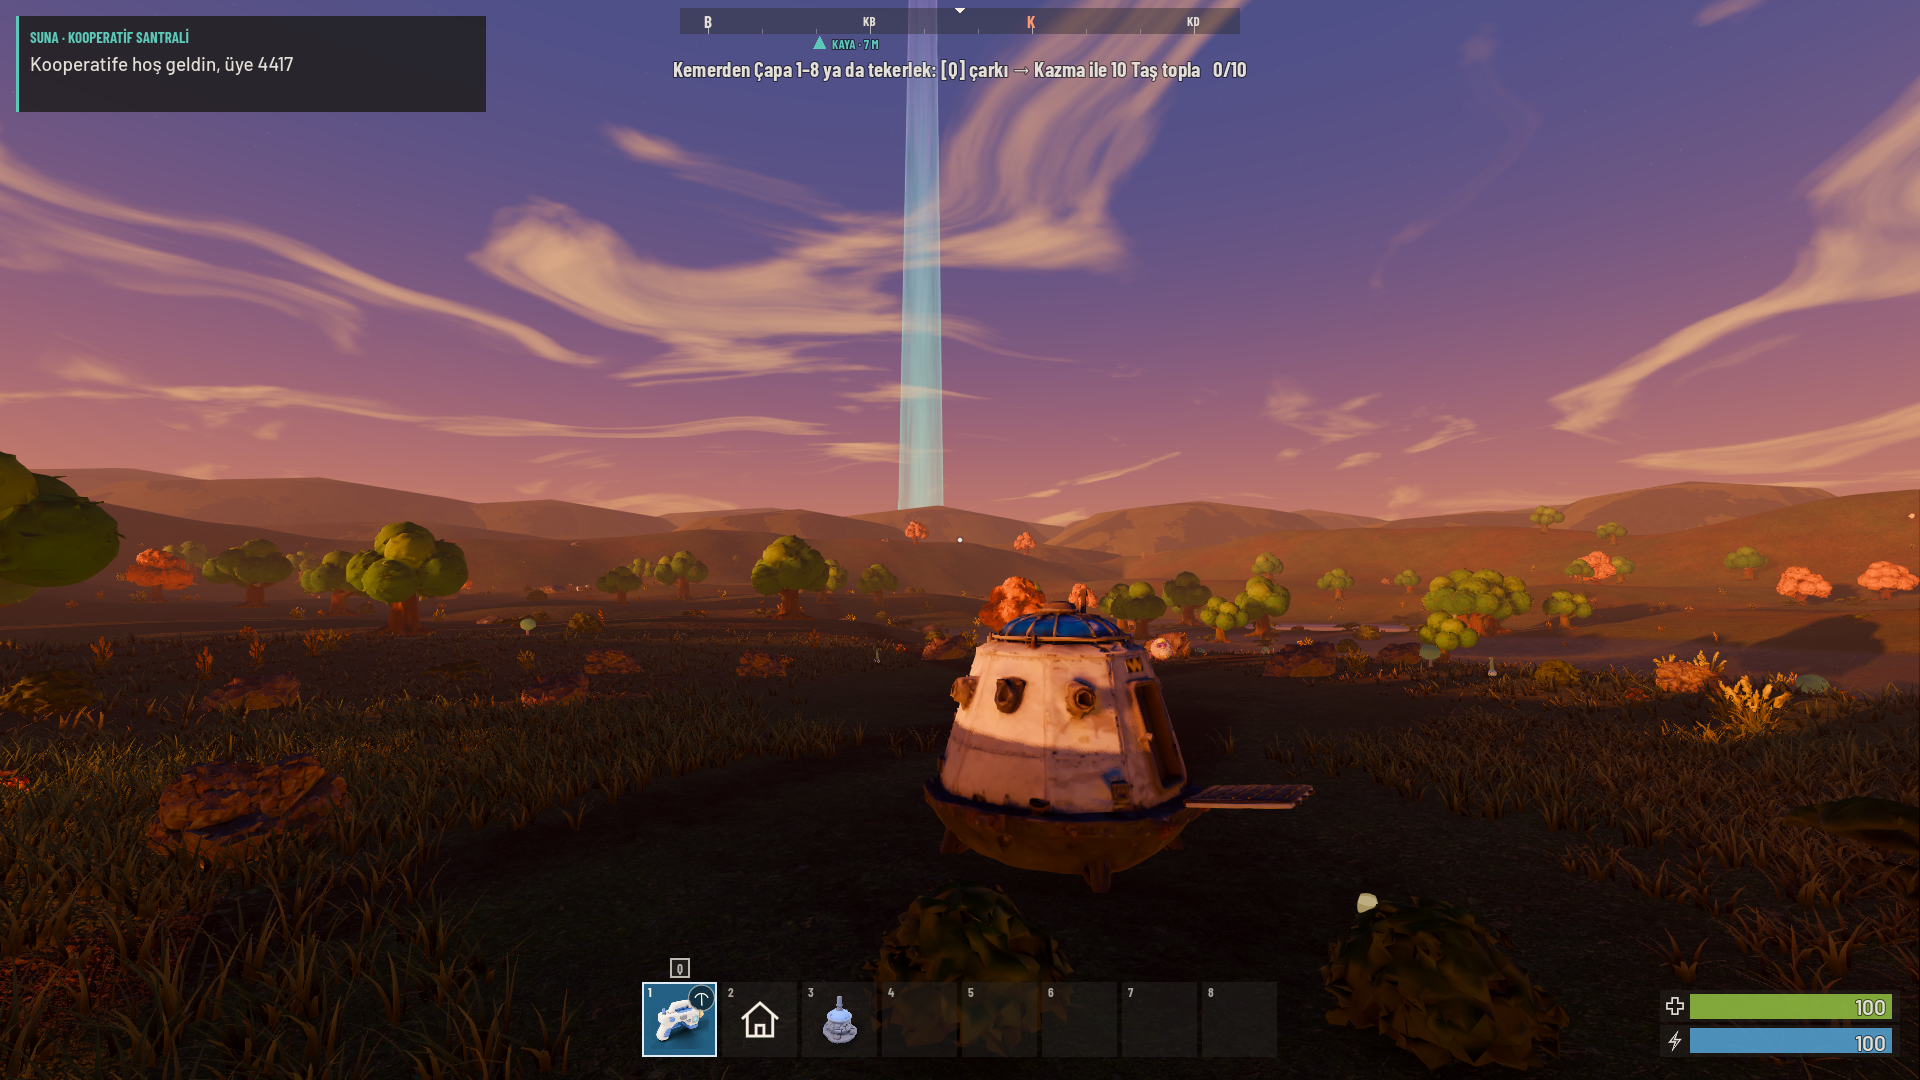 SUNA · KOOPERATİF SANTRALİ
Kooperatife hoş geldin, üye 4417
B KB K KD
KAYA · 7 M
Kemerden Çapa 1-8 ya da tekerlek: [Q] çarkı → Kazma ile 10 Taş topla 0/10
Q
1 2 3 4 5 6 7 8
100
100